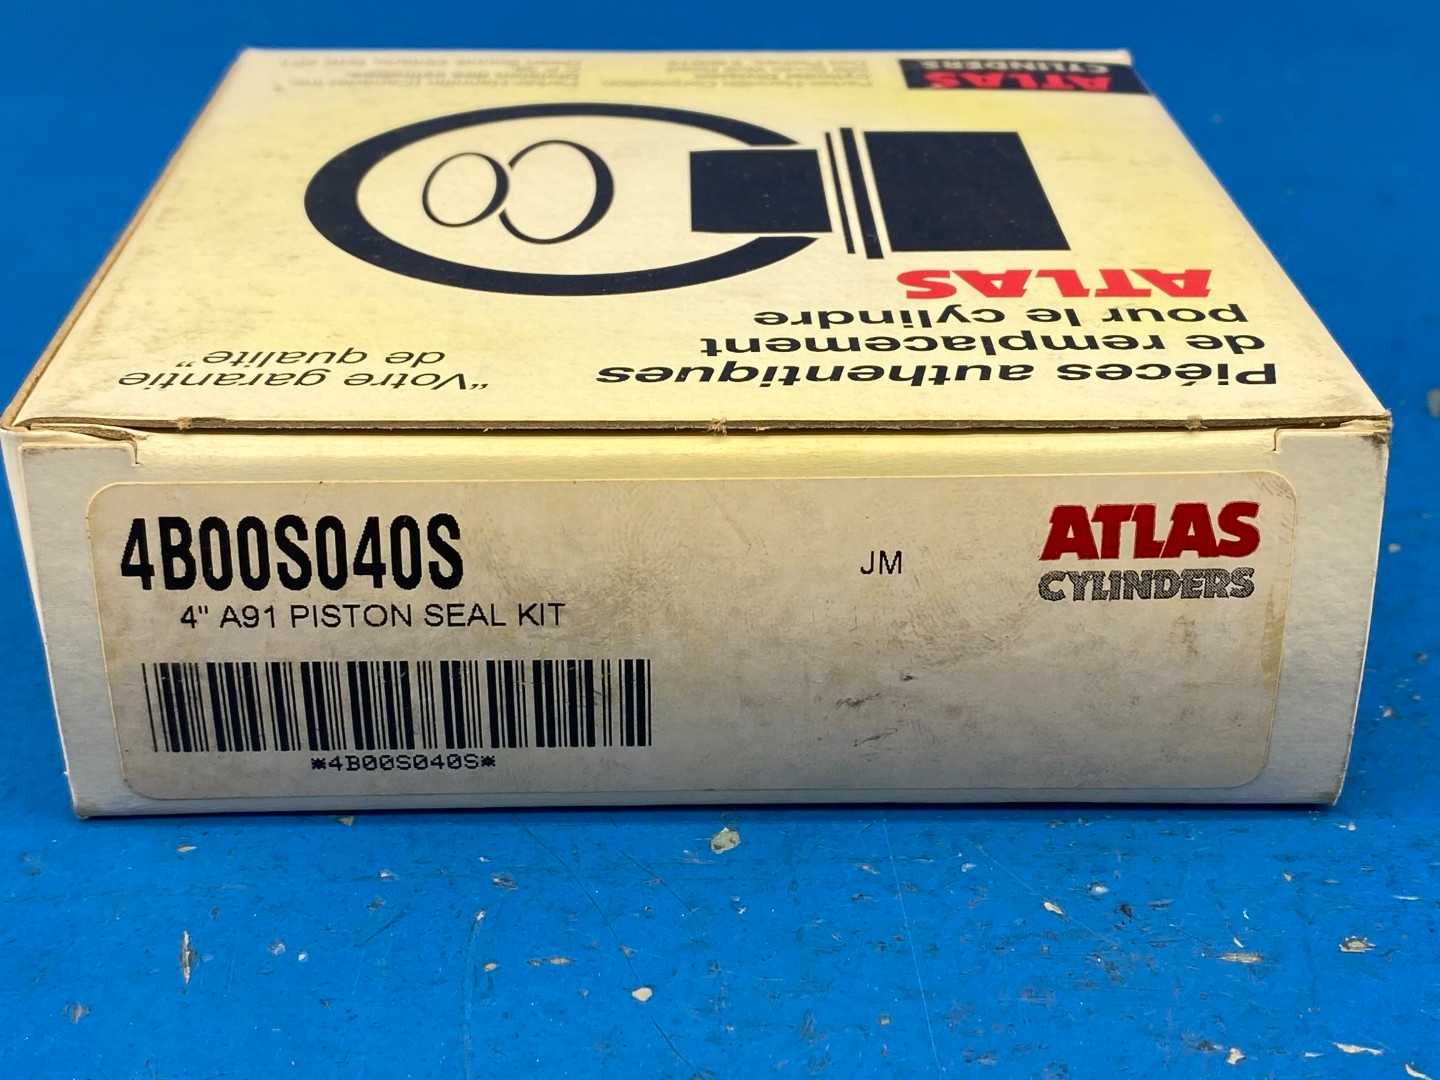 ATLAS
CYLINDERS
ATLAS
Piéces authentiques
de remplacement
pour le cylindre
"Votre garantie
de qualité"
4B00S040S
4" A91 PISTON SEAL KIT
*4B00S040S*
JM
ATLAS
CYLINDERS